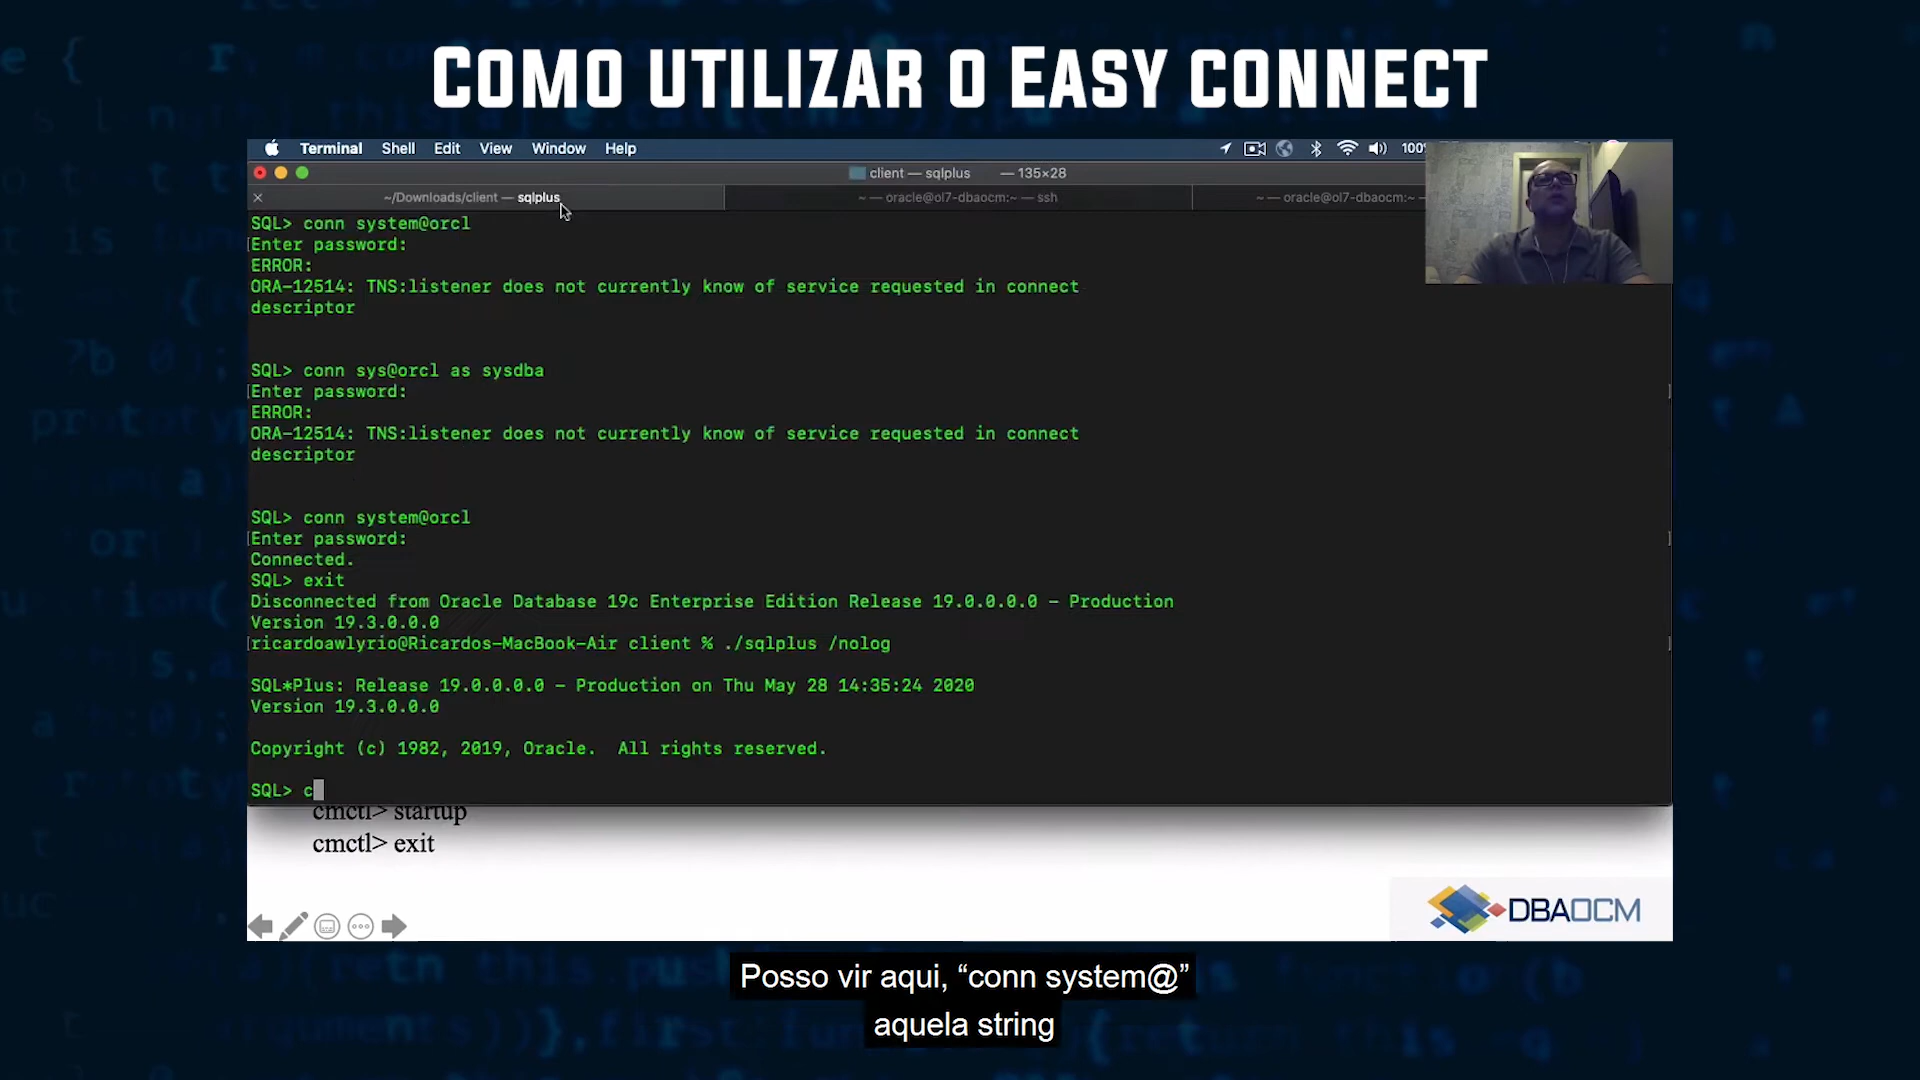 COMO UTILIZAR O EASY CONNECT
Terminal Shell Edit View Window Help 100%
client — sqlplus — 135×28
~/Downloads/client — sqlplus
~ — oracle@ol7-dbaocm:~ — ssh
~ — oracle@ol7-dbaocm:~ —
SQL> conn system@orcl
Enter password:
ERROR:
ORA-12514: TNS:listener does not currently know of service requested in connect
descriptor
SQL> conn sys@orcl as sysdba
Enter password:
ERROR:
ORA-12514: TNS:listener does not currently know of service requested in connect
descriptor
SQL> conn system@orcl
Enter password:
Connected.
SQL> exit
Disconnected from Oracle Database 19c Enterprise Edition Release 19.0.0.0.0 – Production
Version 19.3.0.0.0
ricardoawlyrio@Ricardos-MacBook-Air client % ./sqlplus /nolog
SQL*Plus: Release 19.0.0.0.0 – Production on Thu May 28 14:35:24 2020
Version 19.3.0.0.0
Copyright (c) 1982, 2019, Oracle.  All rights reserved.
SQL> c
cmctl> startup
cmctl> exit
DBAOCM
Posso vir aqui, “conn system@”
aquela string